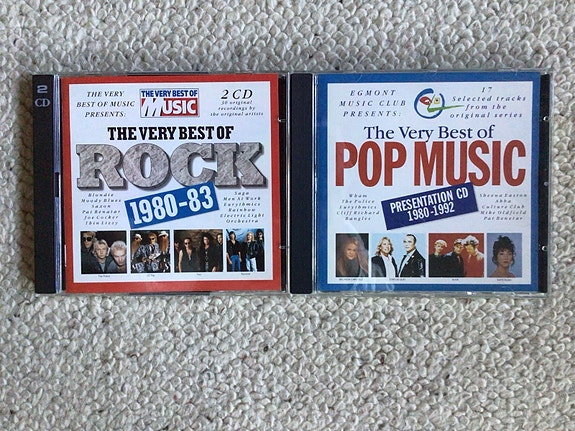 2
CD
THE VERY
BEST OF MUSIC
PRESENTS:
THE VERY BEST OF
MUSIC
2 CD
30 original
recordings by
the original artists
THE VERY BEST OF
ROCK
1980-83
Blondie
Moody Blues
Saxon
Pat Benatar
Joe Cocker
Thin Lizzy
Saga
Men At Work
Eurythmics
Rainbow
Electric Light
Orchestra
EGMONT
MUSIC CLUB
PRESENTS:
17
Selected tracks
from the
original series
The Very Best of
POP MUSIC
PRESENTATION CD
1980-1992
Wham
The Police
Eurythmics
Cliff Richard
Bangles
Sheena Easton
Abba
Culture Club
Mike Oldfield
Pat Benatar